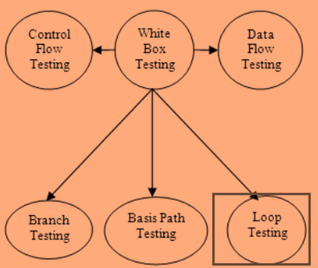 Control
Flow
Testing
White
Box
Testing
Data
Flow
Testing
Branch
Testing
Basis Path
Testing
Loop
Testing